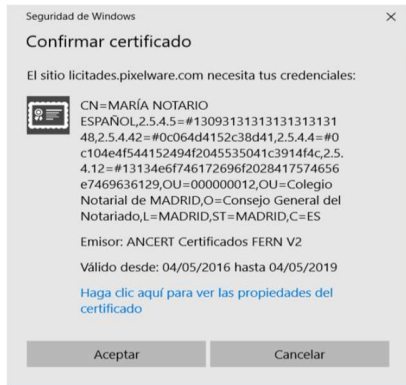 Seguridad de Windows
Confirmar certificado
El sitio licitades.pixelware.com necesita tus credenciales:
CN=MARÍA NOTARIO
ESPAÑOL,2.5.4.5=#13093131313131313131
48,2.5.4.42=#0c064d4152c38d41,2.5.4.4=#0
c104e4f544152494f2045535041c3914f4c,2.5.
4.12=#13134e6f746172696f2028417574656
e7469636129,OU=000000012,OU=Colegio
Notarial de MADRID,O=Consejo General del
Notariado,L=MADRID,ST=MADRID,C=ES
Emisor: ANCERT Certificados FERN V2
Válido desde: 04/05/2016 hasta 04/05/2019
Haga clic aquí para ver las propiedades del
certificado
Aceptar
Cancelar